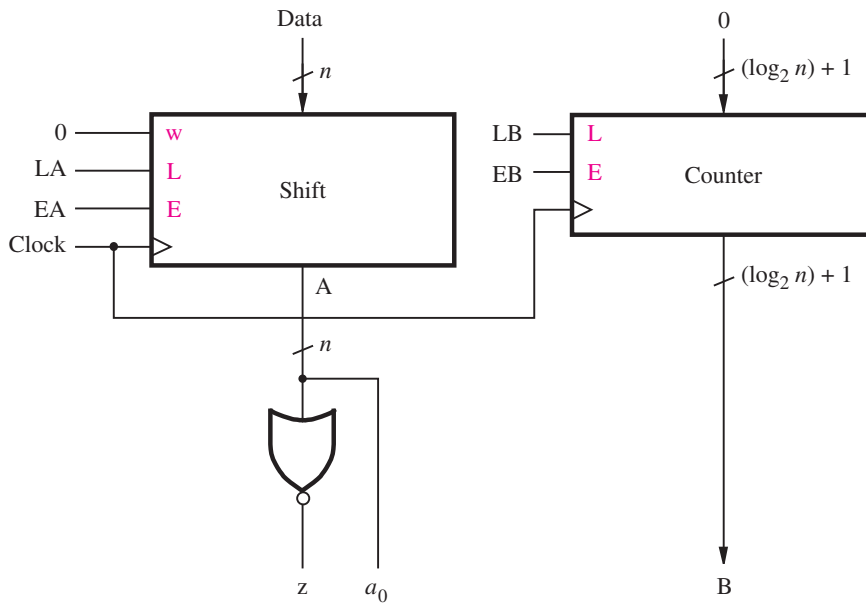 Data
n
0
w
LA
L
EA
E
Shift
Clock
A
n
z
a0
0
(log2 n) + 1
LB
L
EB
E
Counter
(log2 n) + 1
B